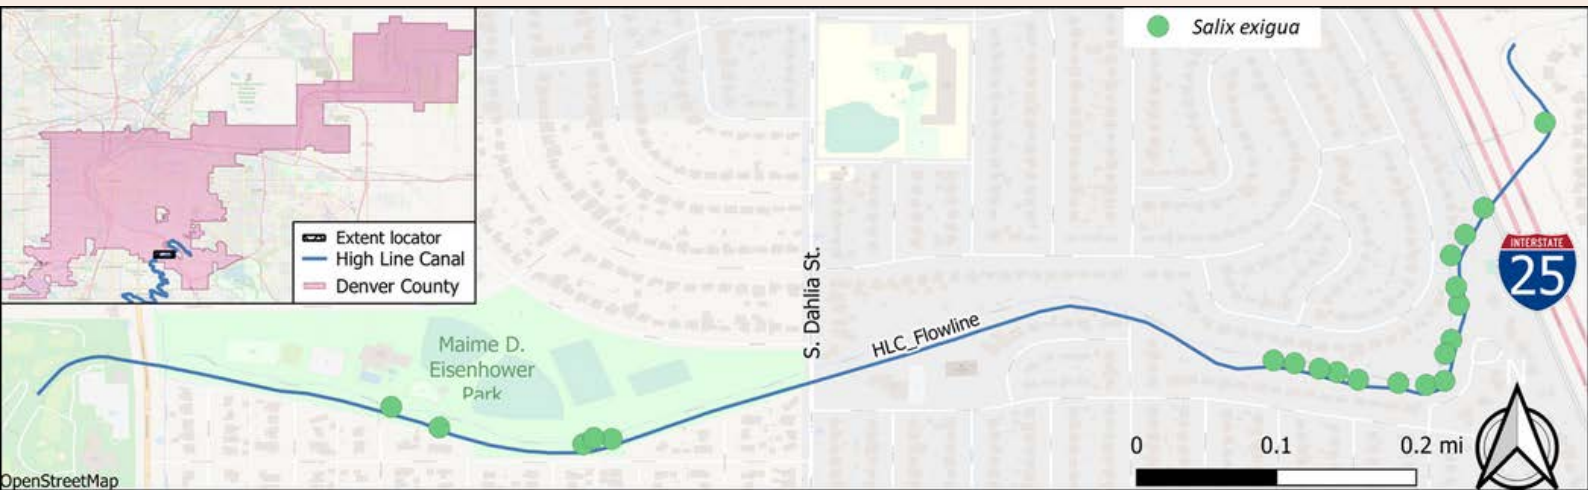 Salix exigua
Extent locator
High Line Canal
Denver County
INTERSTATE
25
S. Dahlia St.
HLC_Flowline
Maime D.
Eisenhower
Park
N
0 0.1 0.2 mi
OpenStreetMap